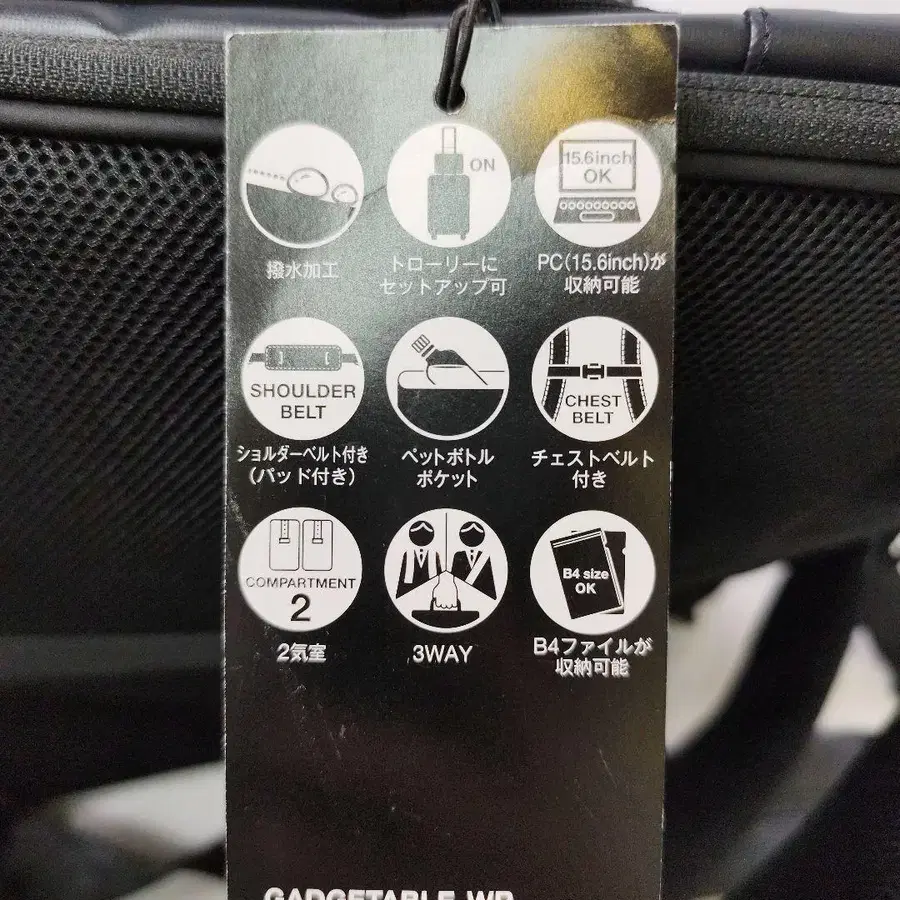 ON
15.6inch
OK
撥水加工
トローリーに
セットアップ可
PC(15.6inch)が
収納可能
SHOULDER
BELT
CHEST
BELT
ショルダーベルト付き
(パッド付き)
ペットボトル
ポケット
チェストベルト
付き
COMPARTMENT
2
B4 size
OK
2気室
3WAY
B4ファイルが
収納可能
GADGETABLE WP